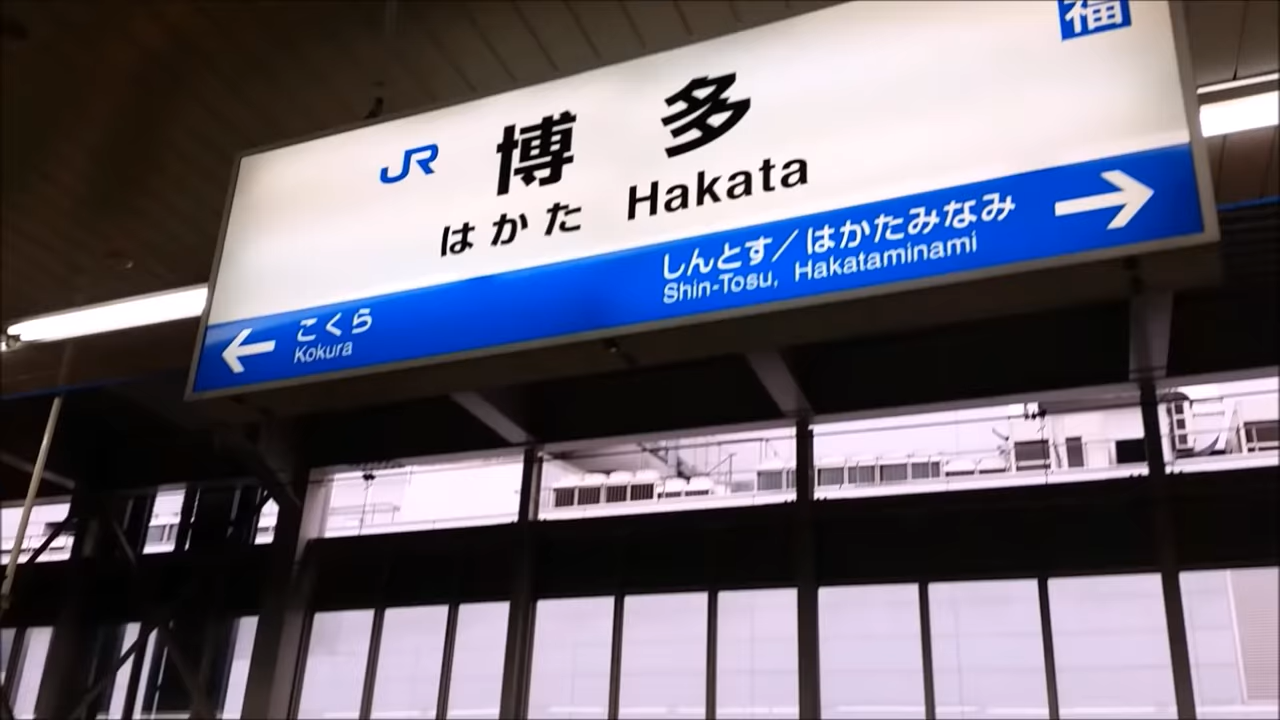 福
JR 博多
はかた Hakata
しんとす/はかたみなみ →
Shin-Tosu, Hakataminami
← こくら
Kokura